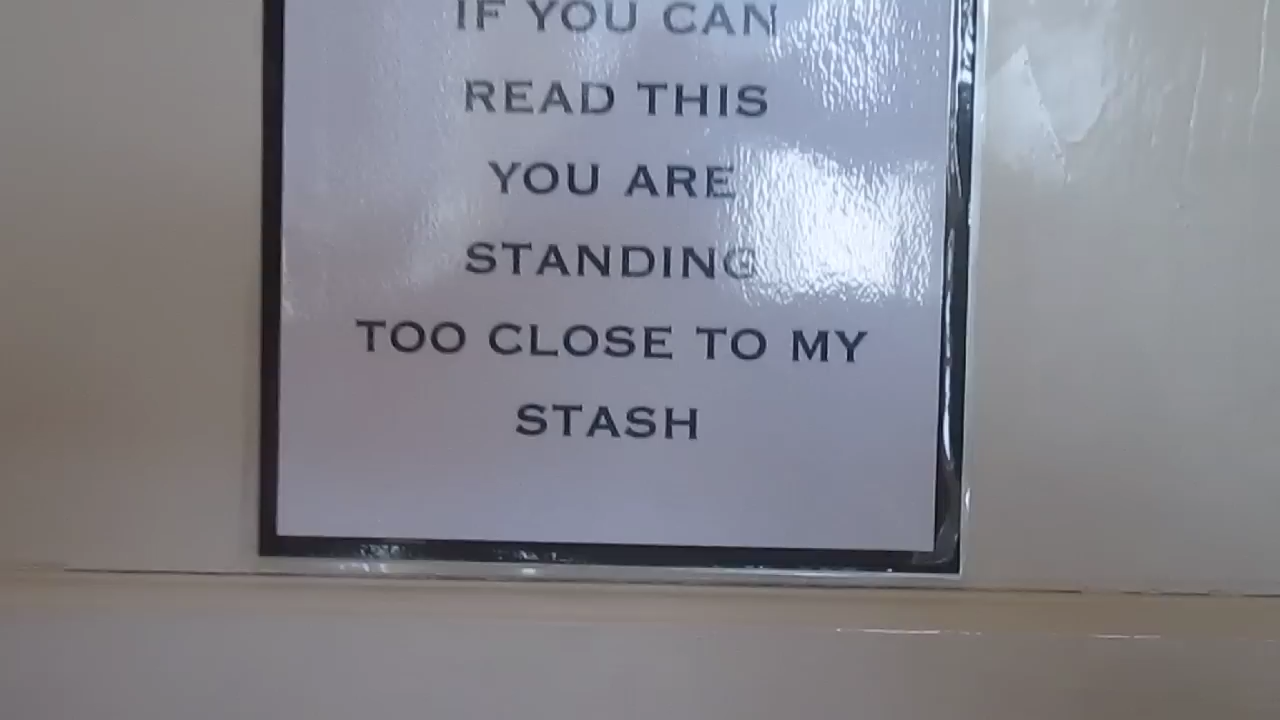 IF YOU CAN
READ THIS
YOU ARE
STANDING
TOO CLOSE TO MY
STASH